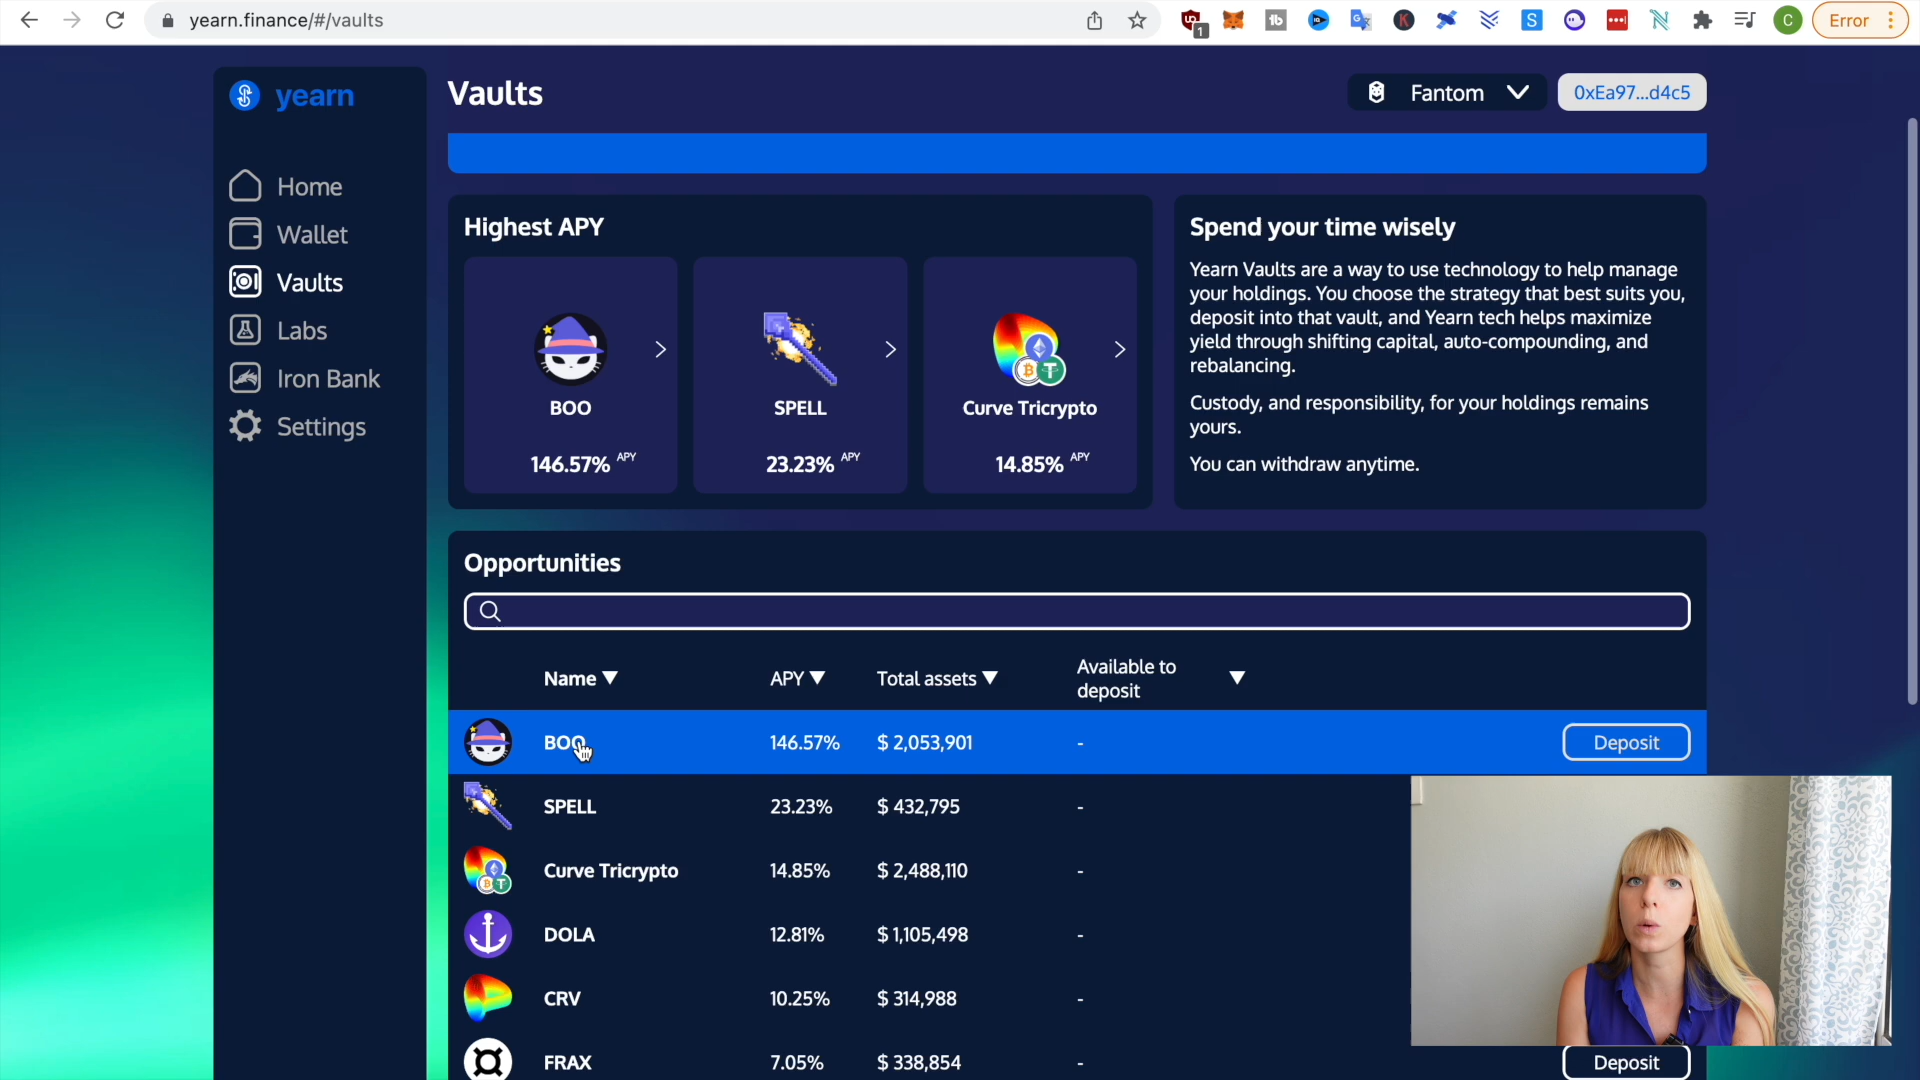 yearn.finance/#/vaults
1
C
Error
yearn
Vaults
Fantom
0xEa97...d4c5
Home
Wallet
Vaults
Labs
Iron Bank
Settings
Highest APY
BOO
146.57% APY
SPELL
23.23% APY
Curve Tricrypto
14.85% APY
Spend your time wisely
Yearn Vaults are a way to use technology to help manage
your holdings. You choose the strategy that best suits you,
deposit into that vault, and Yearn tech helps maximize
yield through shifting capital, auto-compounding, and
rebalancing.
Custody, and responsibility, for your holdings remains
yours.
You can withdraw anytime.
Opportunities
Name APY Total assets Available to
deposit
BOO 146.57% $ 2,053,901 - Deposit
SPELL 23.23% $ 432,795 -
Curve Tricrypto 14.85% $ 2,488,110 -
DOLA 12.81% $ 1,105,498 -
CRV 10.25% $ 314,988 -
FRAX 7.05% $ 338,854 - Deposit